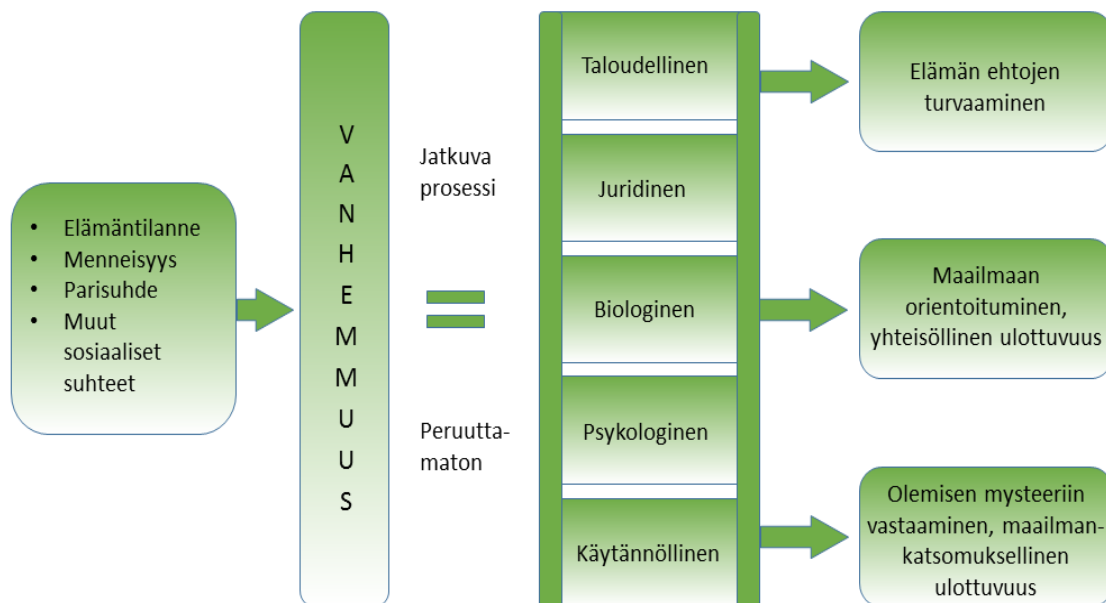 • Elämäntilanne
• Menneisyys
• Parisuhde
• Muut
sosiaaliset
suhteet
V
A
N
H
E
M
M
U
U
S
Jatkuva
prosessi
Peruutta-
maton
Taloudellinen
Juridinen
Biologinen
Psykologinen
Käytännöllinen
Elämän ehtojen
turvaaminen
Maailmaan
orientoituminen,
yhteisöllinen ulottuvuus
Olemisen mysteeriin
vastaaminen, maailman-
katsomuksellinen
ulottuvuus